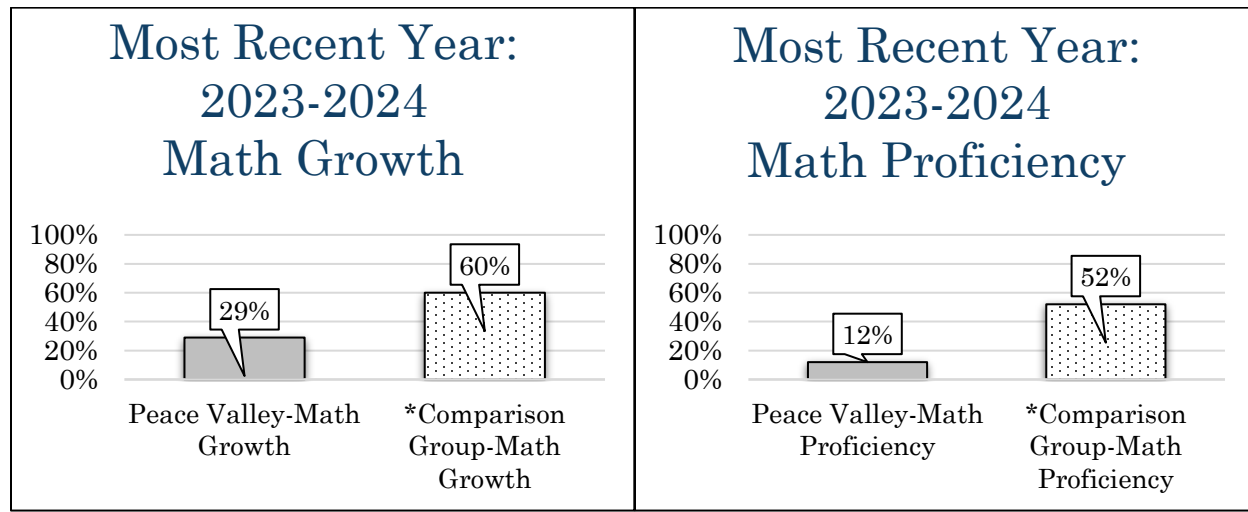 Most Recent Year:
2023-2024
Math Growth
100%
80%
60%
40%
20%
0%
29%
60%
Peace Valley-Math
Growth
*Comparison
Group-Math
Growth
Most Recent Year:
2023-2024
Math Proficiency
100%
80%
60%
40%
20%
0%
12%
52%
Peace Valley-Math
Proficiency
*Comparison
Group-Math
Proficiency